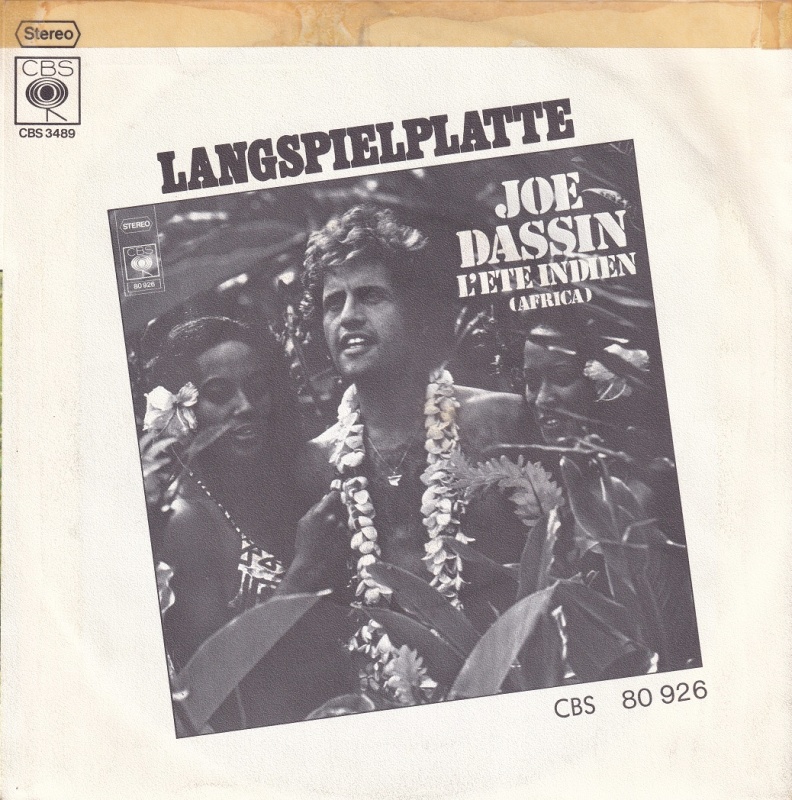 Stereo
CBS
CBS 3489
LANGSPIELPLATTE
STEREO
CBS
80 926
JOE
DASSIN
L'ETE INDIEN
(AFRICA)
CBS 80 926